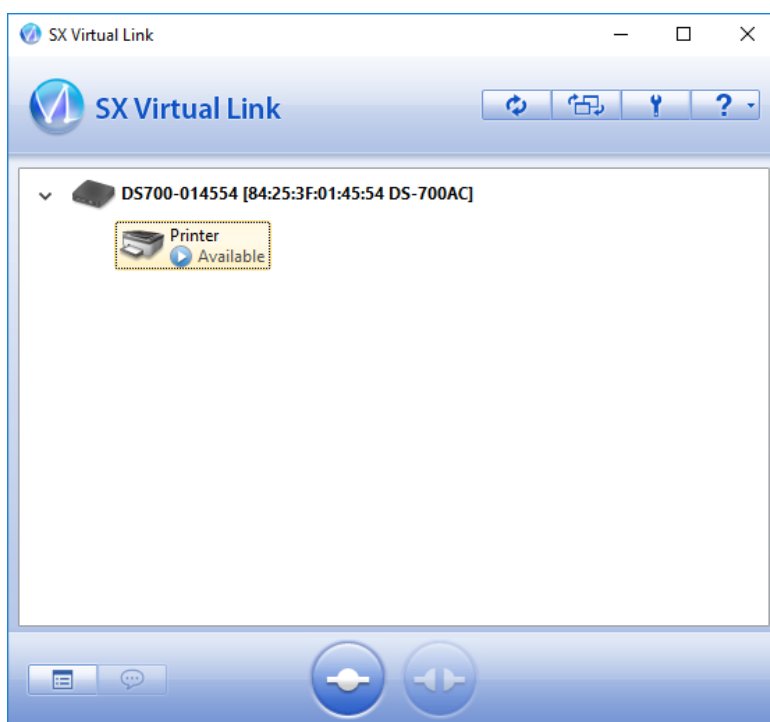 SX Virtual Link
SX Virtual Link
?
DS700-014554 [84:25:3F:01:45:54 DS-700AC]
Printer
Available